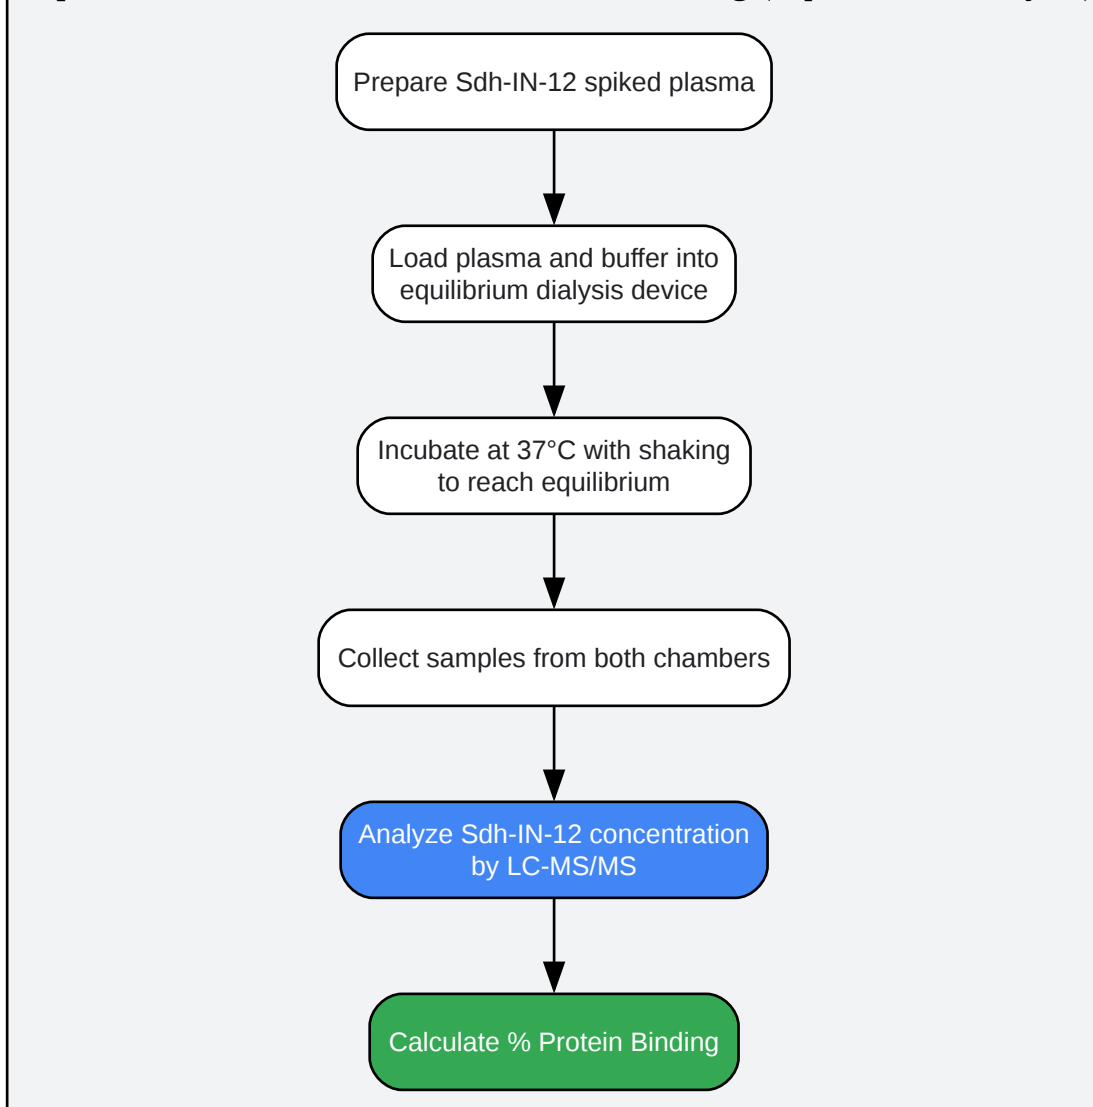 Prepare Sdh-IN-12 spiked plasma
Load plasma and buffer into
equilibrium dialysis device
Incubate at 37°C with shaking
to reach equilibrium
Collect samples from both chambers
Analyze Sdh-IN-12 concentration
by LC-MS/MS
Calculate % Protein Binding